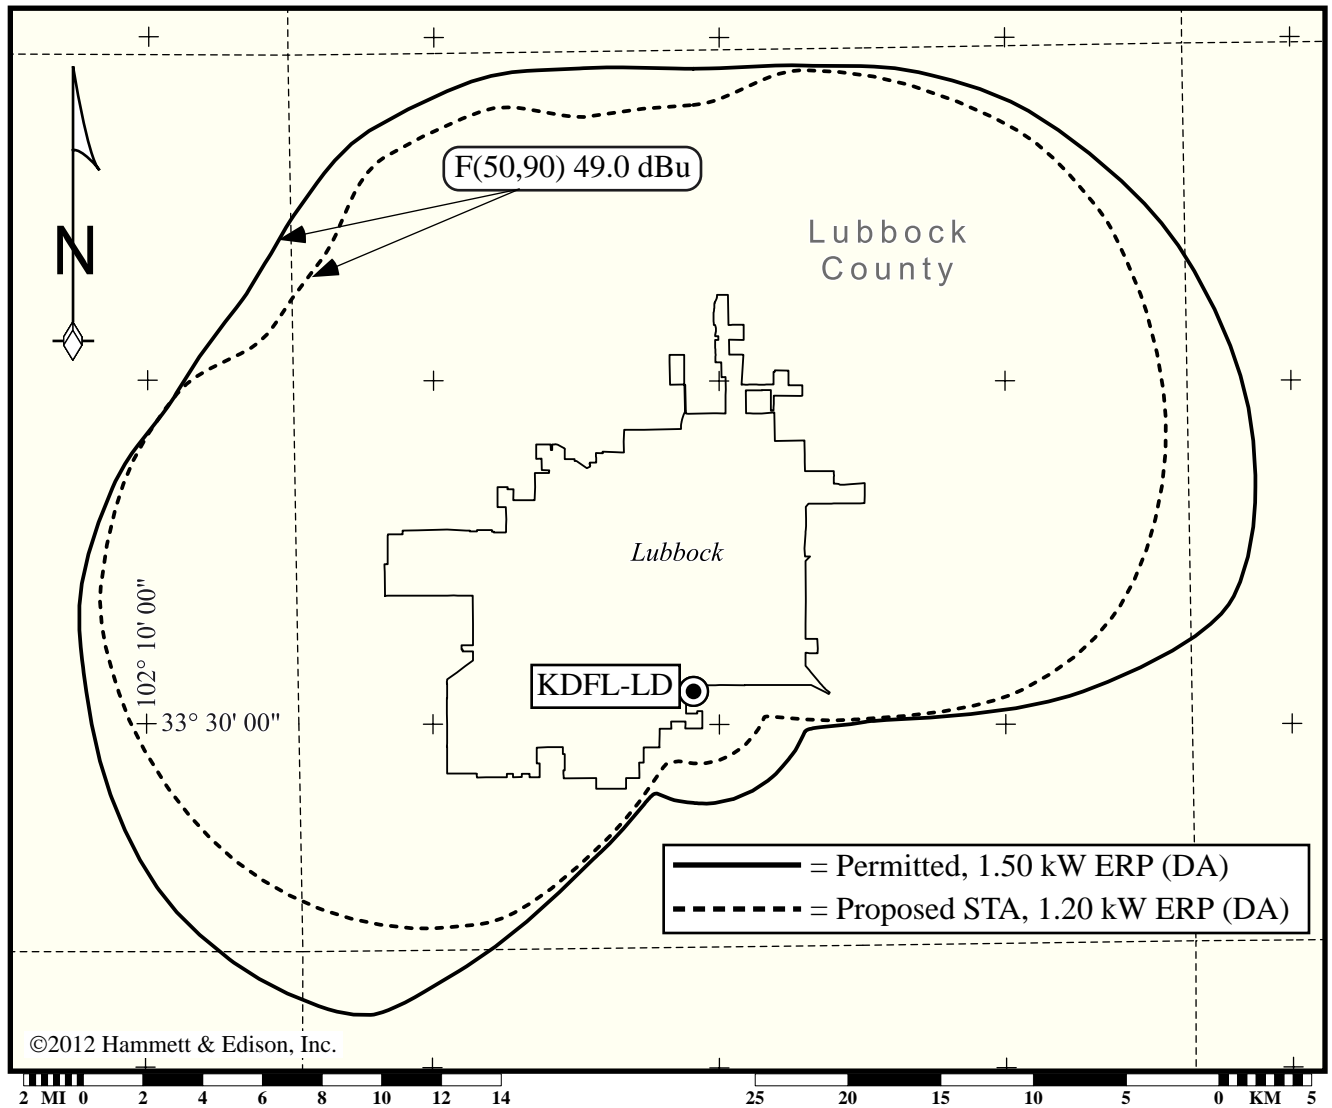 F(50,90) 49.0 dBu
Lubbock
County
N
Lubbock
102° 10' 00"
KDFL-LD
33° 30' 00"
= Permitted, 1.50 kW ERP (DA)
= Proposed STA, 1.20 kW ERP (DA)
©2012 Hammett & Edison, Inc.
2 MI 0 2 4 6 8 10 12 14 25 20 15 10 5 0 KM 5